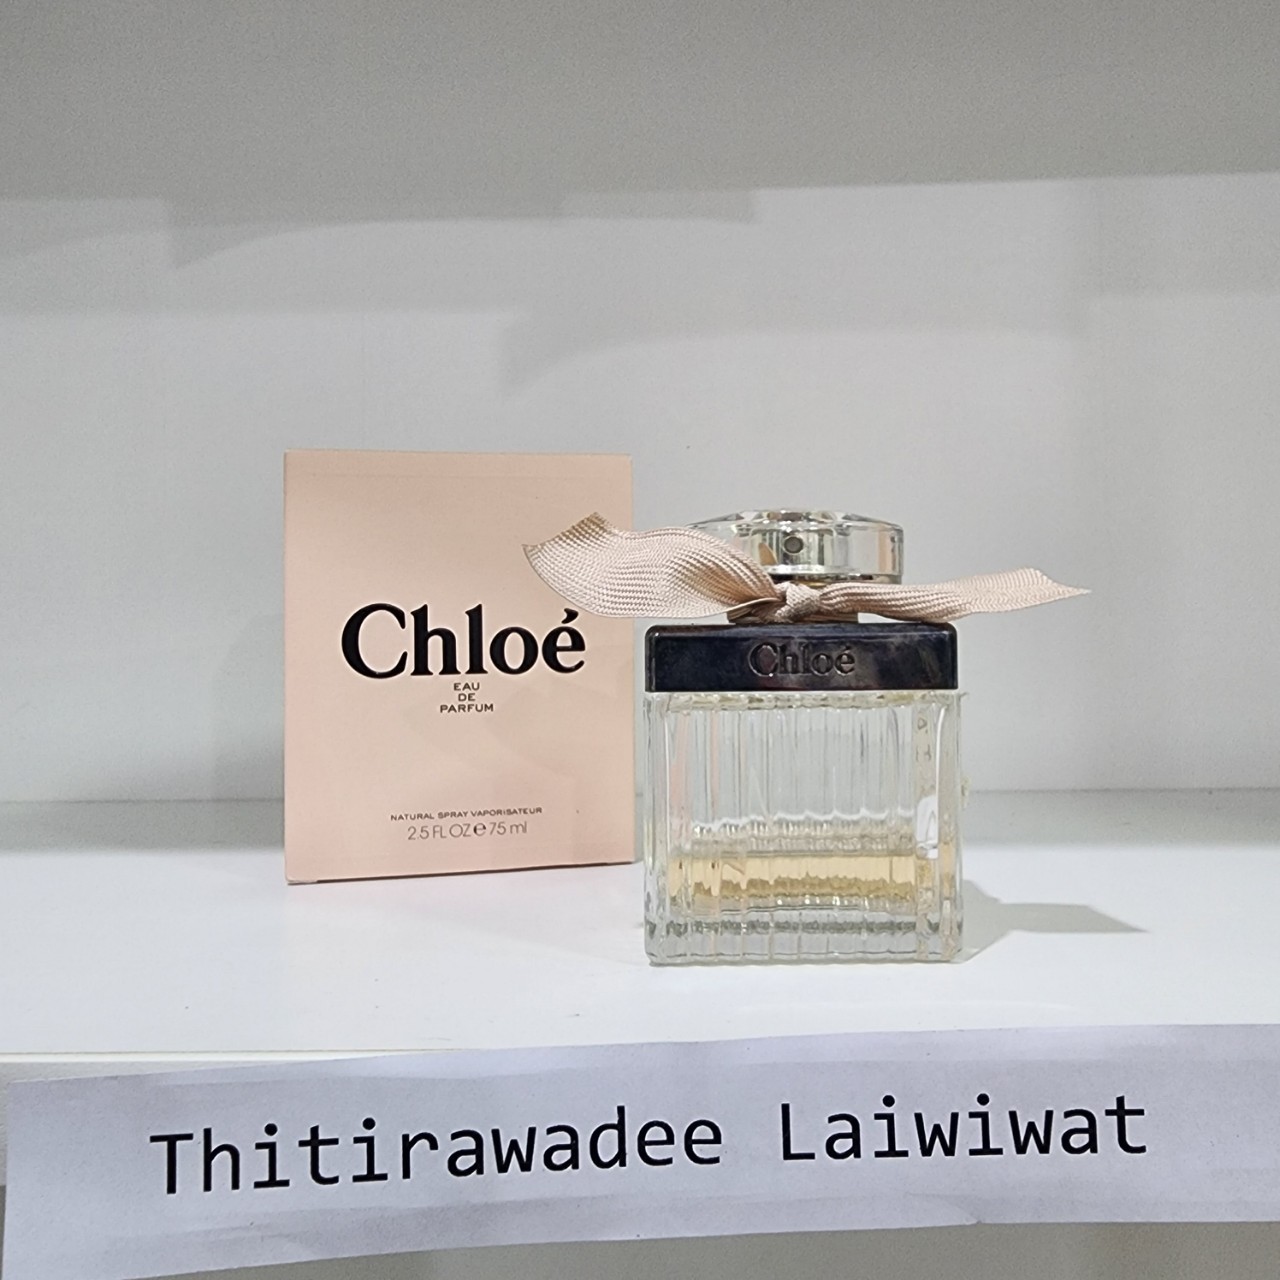 Chloé
EAU
DE
PARFUM
NATURAL SPRAY VAPORISATEUR
2.5 FL OZ ℮ 75 ml
Chloé
Thitirawadee Laiwiwat